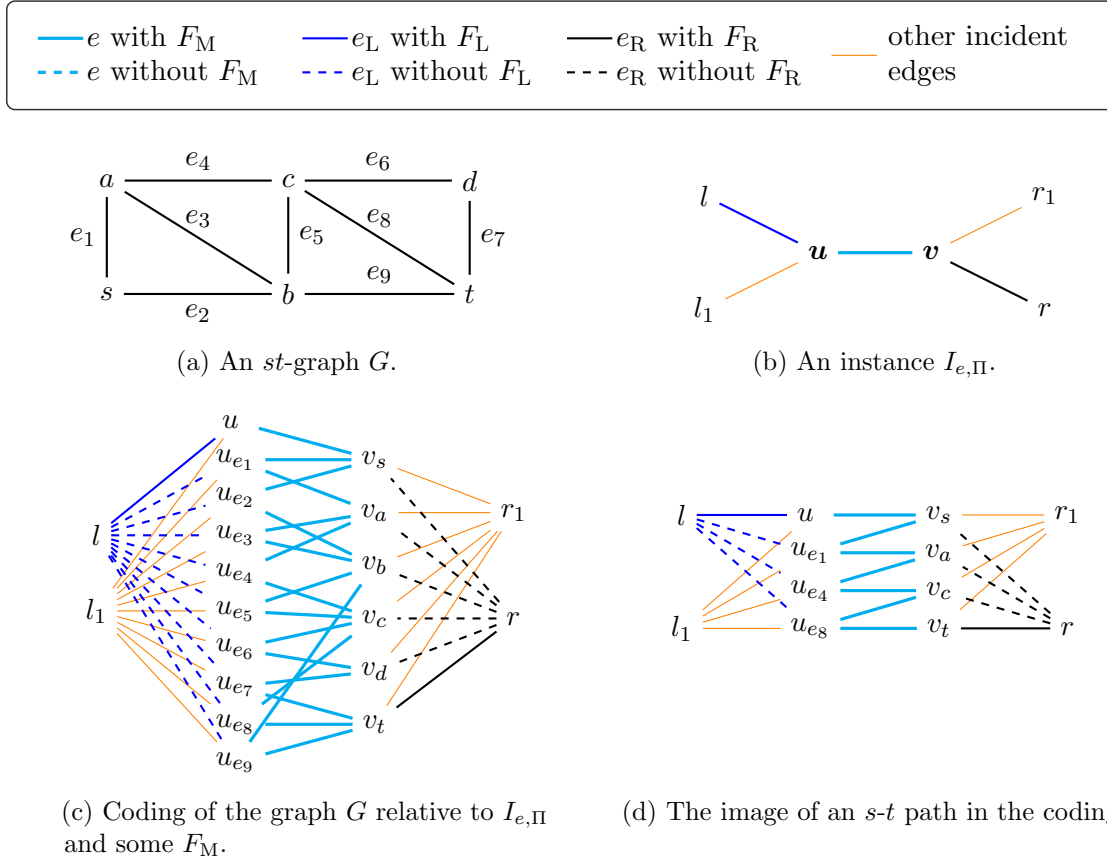 e with F_M e_L with F_L e_R with F_R other incident
e without F_M e_L without F_L e_R without F_R edges
e_4 e_6
a c d
e_3 e_8
e_1 e_5 e_7
e_9
s b t
e_2
(a) An st-graph G.
l r_1
u v
l_1 r
(b) An instance I_{e,Π}.
u
u_{e_1} v_s
u_{e_2}
v_a r_1
u_{e_3}
l
u_{e_4} v_b
l_1 u_{e_5} v_c r
u_{e_6}
v_d
u_{e_7}
u_{e_8} v_t
u_{e_9}
(c) Coding of the graph G relative to I_{e,Π}
and some F_M.
l u v_s r_1
u_{e_1} v_a
u_{e_4} v_c
l_1 u_{e_8} v_t r
(d) The image of an s-t path in the coding